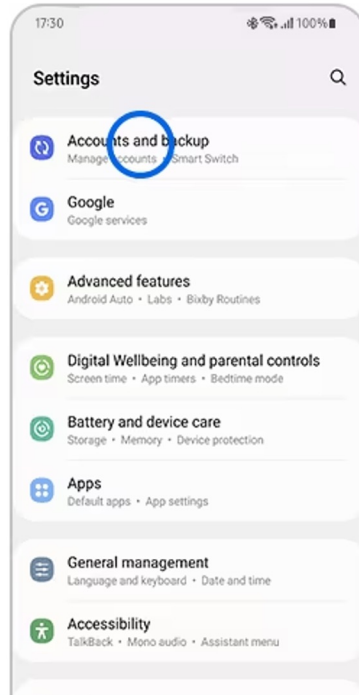 17:30
100%
Settings
Accounts and backup
Manage accounts • Smart Switch
Google
Google services
Advanced features
Android Auto • Labs • Bixby Routines
Digital Wellbeing and parental controls
Screen time • App timers • Bedtime mode
Battery and device care
Storage • Memory • Device protection
Apps
Default apps • App settings
General management
Language and keyboard • Date and time
Accessibility
TalkBack • Mono audio • Assistant menu